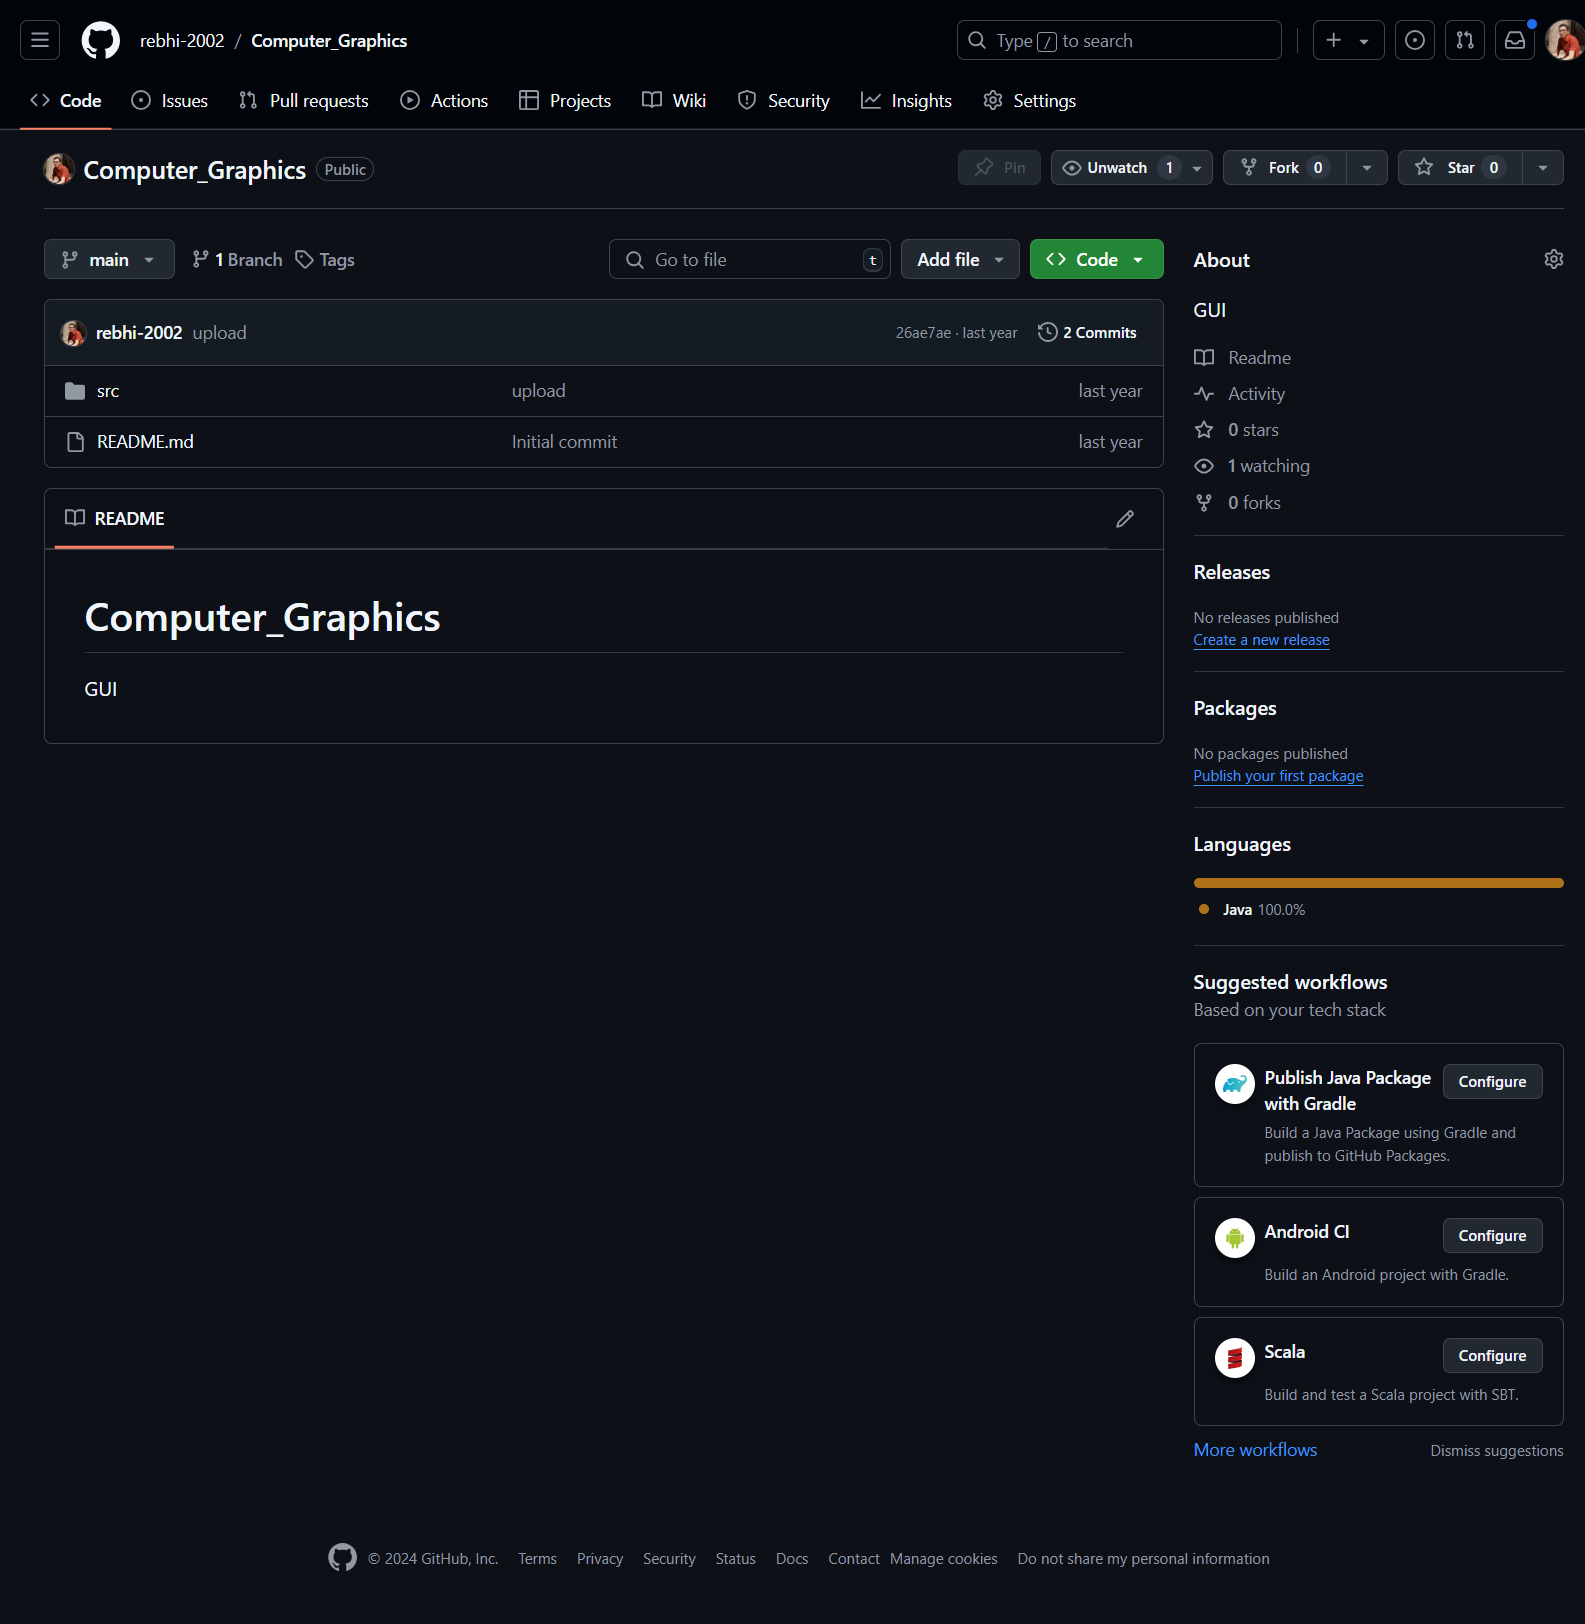 rebhi-2002 / Computer_Graphics
Type / to search
Code Issues Pull requests Actions Projects Wiki Security Insights Settings
Computer_Graphics Public
Pin Unwatch 1 Fork 0 Star 0
main 1 Branch Tags Go to file t Add file Code
rebhi-2002 upload 26ae7ae · last year 2 Commits
src upload last year
README.md Initial commit last year
README
Computer_Graphics
GUI
About
GUI
Readme
Activity
0 stars
1 watching
0 forks
Releases
No releases published
Create a new release
Packages
No packages published
Publish your first package
Languages
Java 100.0%
Suggested workflows
Based on your tech stack
Publish Java Package
with Gradle
Configure
Build a Java Package using Gradle and
publish to GitHub Packages.
Android CI
Configure
Build an Android project with Gradle.
Scala
Configure
Build and test a Scala project with SBT.
More workflows Dismiss suggestions
© 2024 GitHub, Inc. Terms Privacy Security Status Docs Contact Manage cookies Do not share my personal information